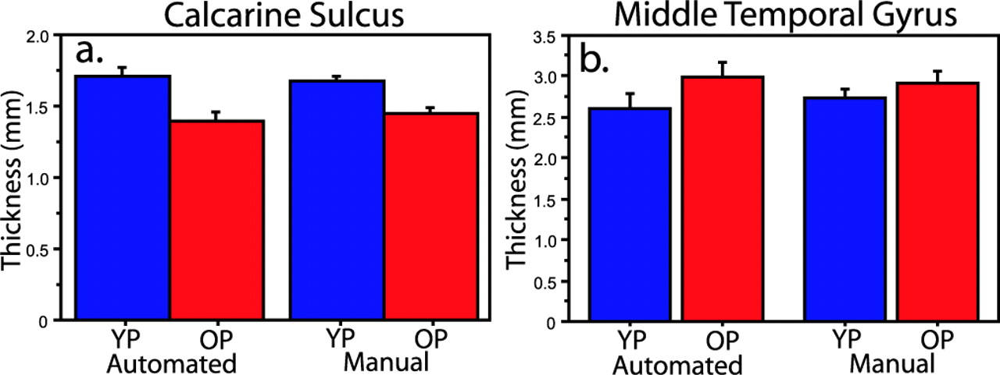 Calcarine Sulcus
a.
Thickness (mm)
2.0
1.5
1.0
0.5
0
YP OP YP OP
Automated Manual
Middle Temporal Gyrus
b.
Thickness (mm)
3.5
3.0
2.5
2.0
1.5
1.0
0.5
0
YP OP YP OP
Automated Manual